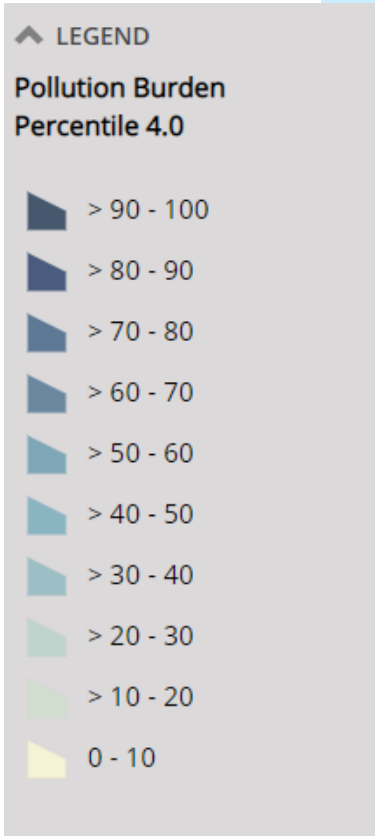 LEGEND
Pollution Burden
Percentile 4.0
> 90 - 100
> 80 - 90
> 70 - 80
> 60 - 70
> 50 - 60
> 40 - 50
> 30 - 40
> 20 - 30
> 10 - 20
0 - 10